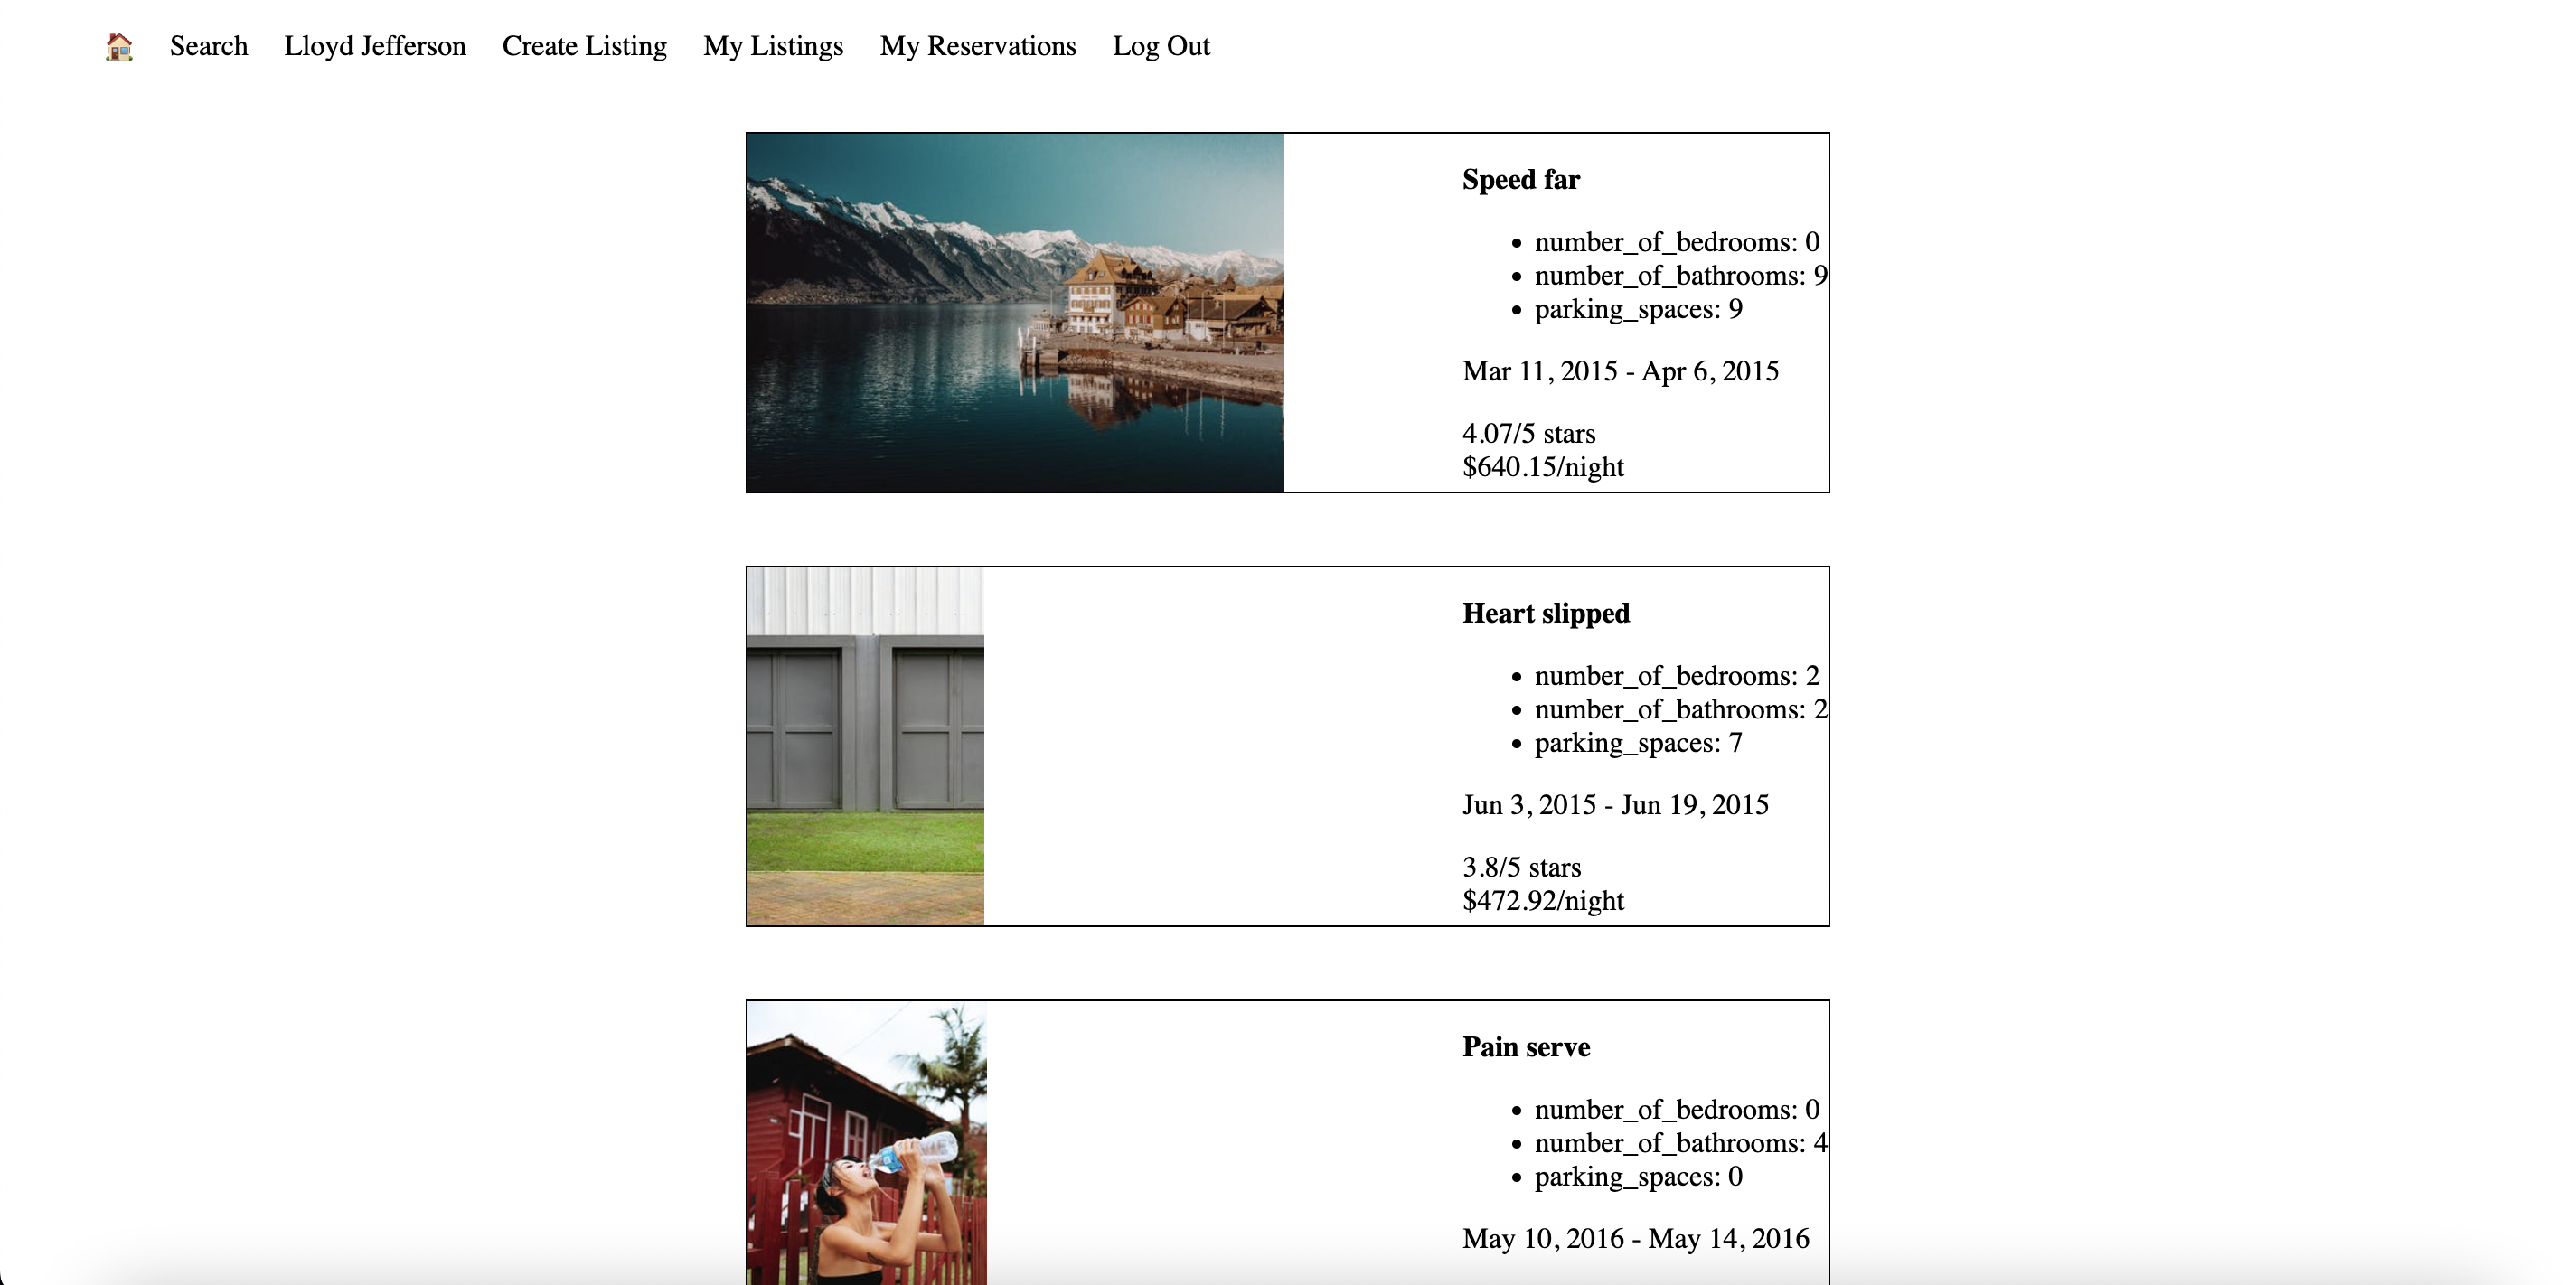 Search Lloyd Jefferson Create Listing My Listings My Reservations Log Out
Speed far
number_of_bedrooms: 0
number_of_bathrooms: 9
parking_spaces: 9
Mar 11, 2015 - Apr 6, 2015
4.07/5 stars
$640.15/night
Heart slipped
number_of_bedrooms: 2
number_of_bathrooms: 2
parking_spaces: 7
Jun 3, 2015 - Jun 19, 2015
3.8/5 stars
$472.92/night
Pain serve
number_of_bedrooms: 0
number_of_bathrooms: 4
parking_spaces: 0
May 10, 2016 - May 14, 2016